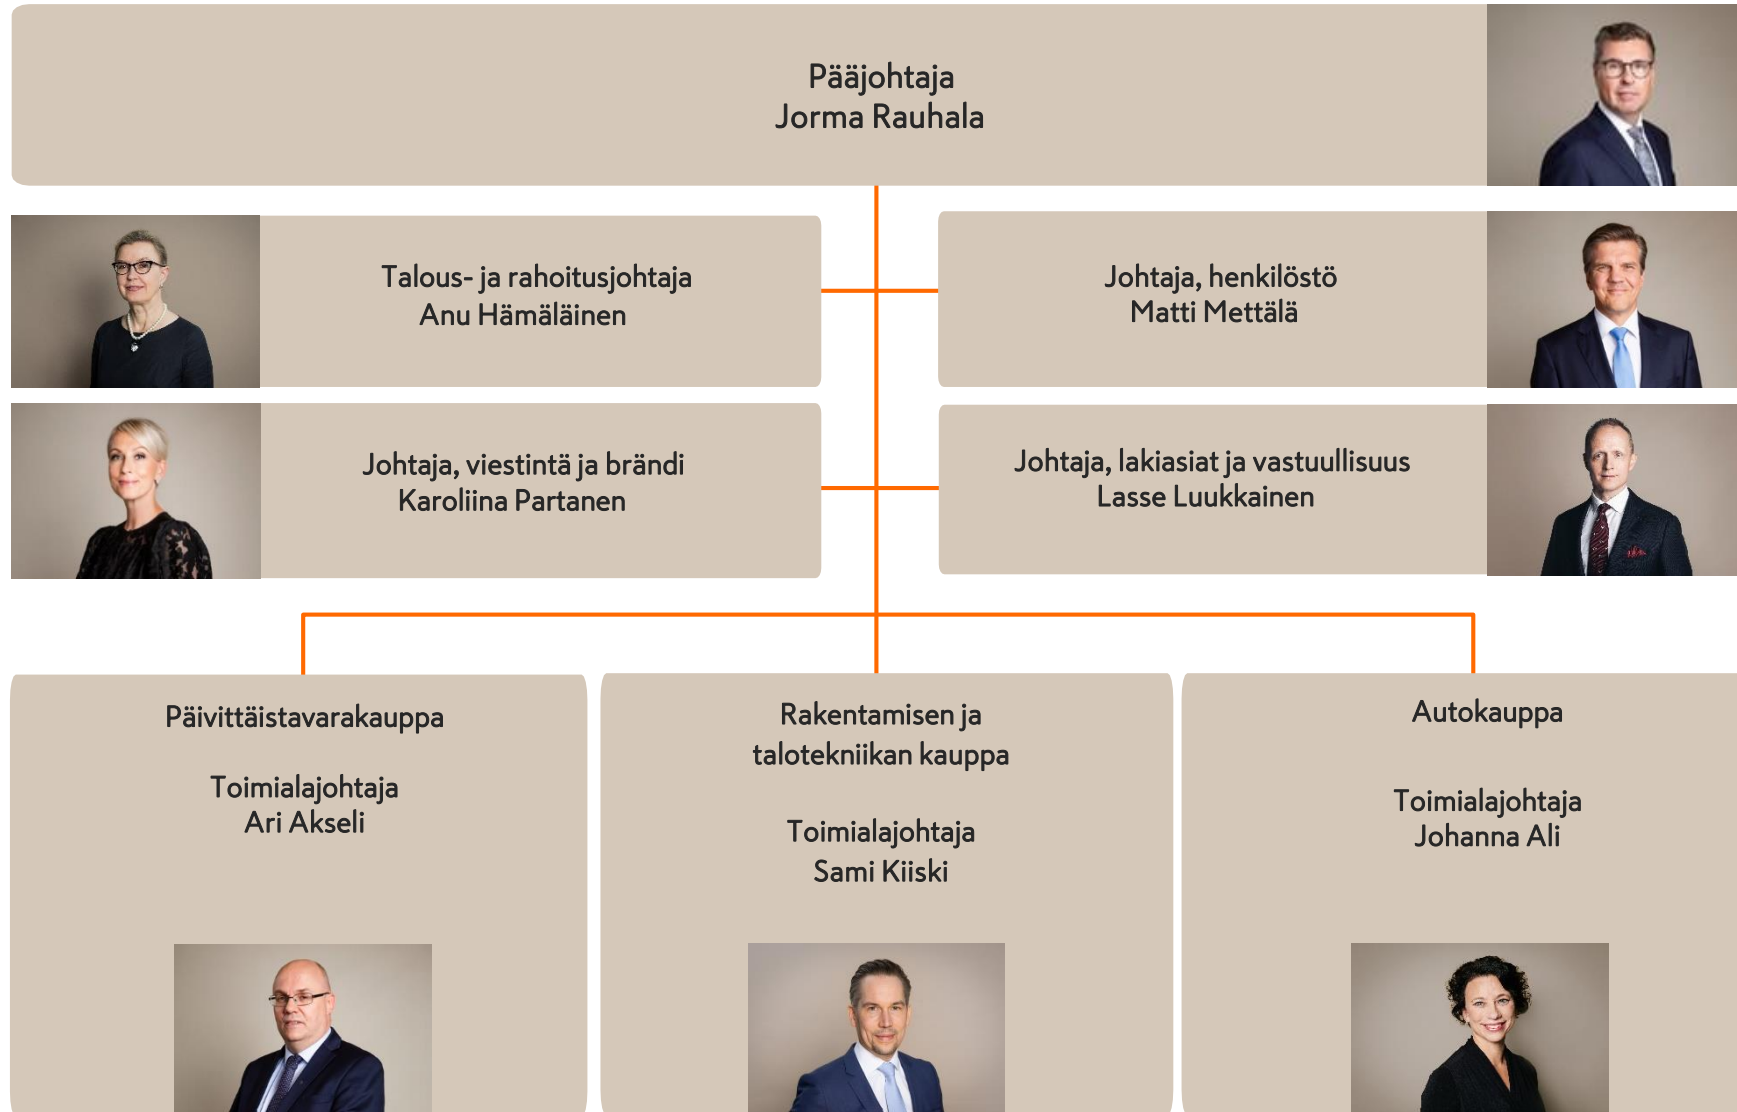 Pääjohtaja
Jorma Rauhala
Talous- ja rahoitusjohtaja
Anu Hämäläinen
Johtaja, henkilöstö
Matti Mettälä
Johtaja, viestintä ja brändi
Karoliina Partanen
Johtaja, lakiasiat ja vastuullisuus
Lasse Luukkainen
Päivittäistavarakauppa
Toimialajohtaja
Ari Akseli
Rakentamisen ja
talotekniikan kauppa
Toimialajohtaja
Sami Kiiski
Autokauppa
Toimialajohtaja
Johanna Ali